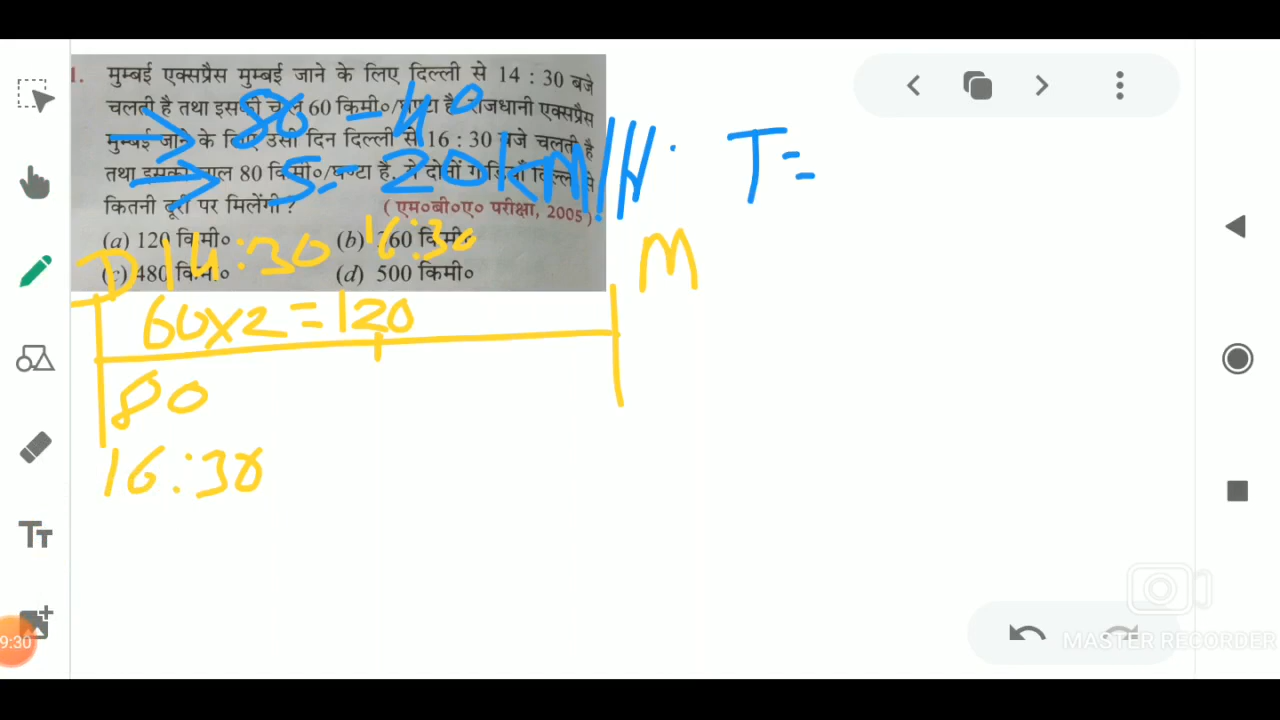 1. मुम्बई एक्सप्रैस मुम्बई जाने के लिए दिल्ली से 14 : 30 बजे
चलती है तथा इसकी चाल 60 किमी०/घण्टा है। राजधानी एक्सप्रैस
मुम्बई जाने के लिए उसी दिन दिल्ली से 16 : 30 बजे चलती है
तथा इसकी चाल 80 किमी०/घण्टा है, ये दोनों गाड़ियाँ दिल्ली से
कितनी दूरी पर मिलेंगी ?
( एम०बी०ए० परीक्षा, 2005 )
(a) 120 किमी० (b) 360 किमी०
(c) 480 किमी० (d) 500 किमी०
80 - 40
S = 20 KM/H.
T =
D 14:30 16:30 M
60x2 = 120
80
16:30
TT
9:30
MASTER RECORDER